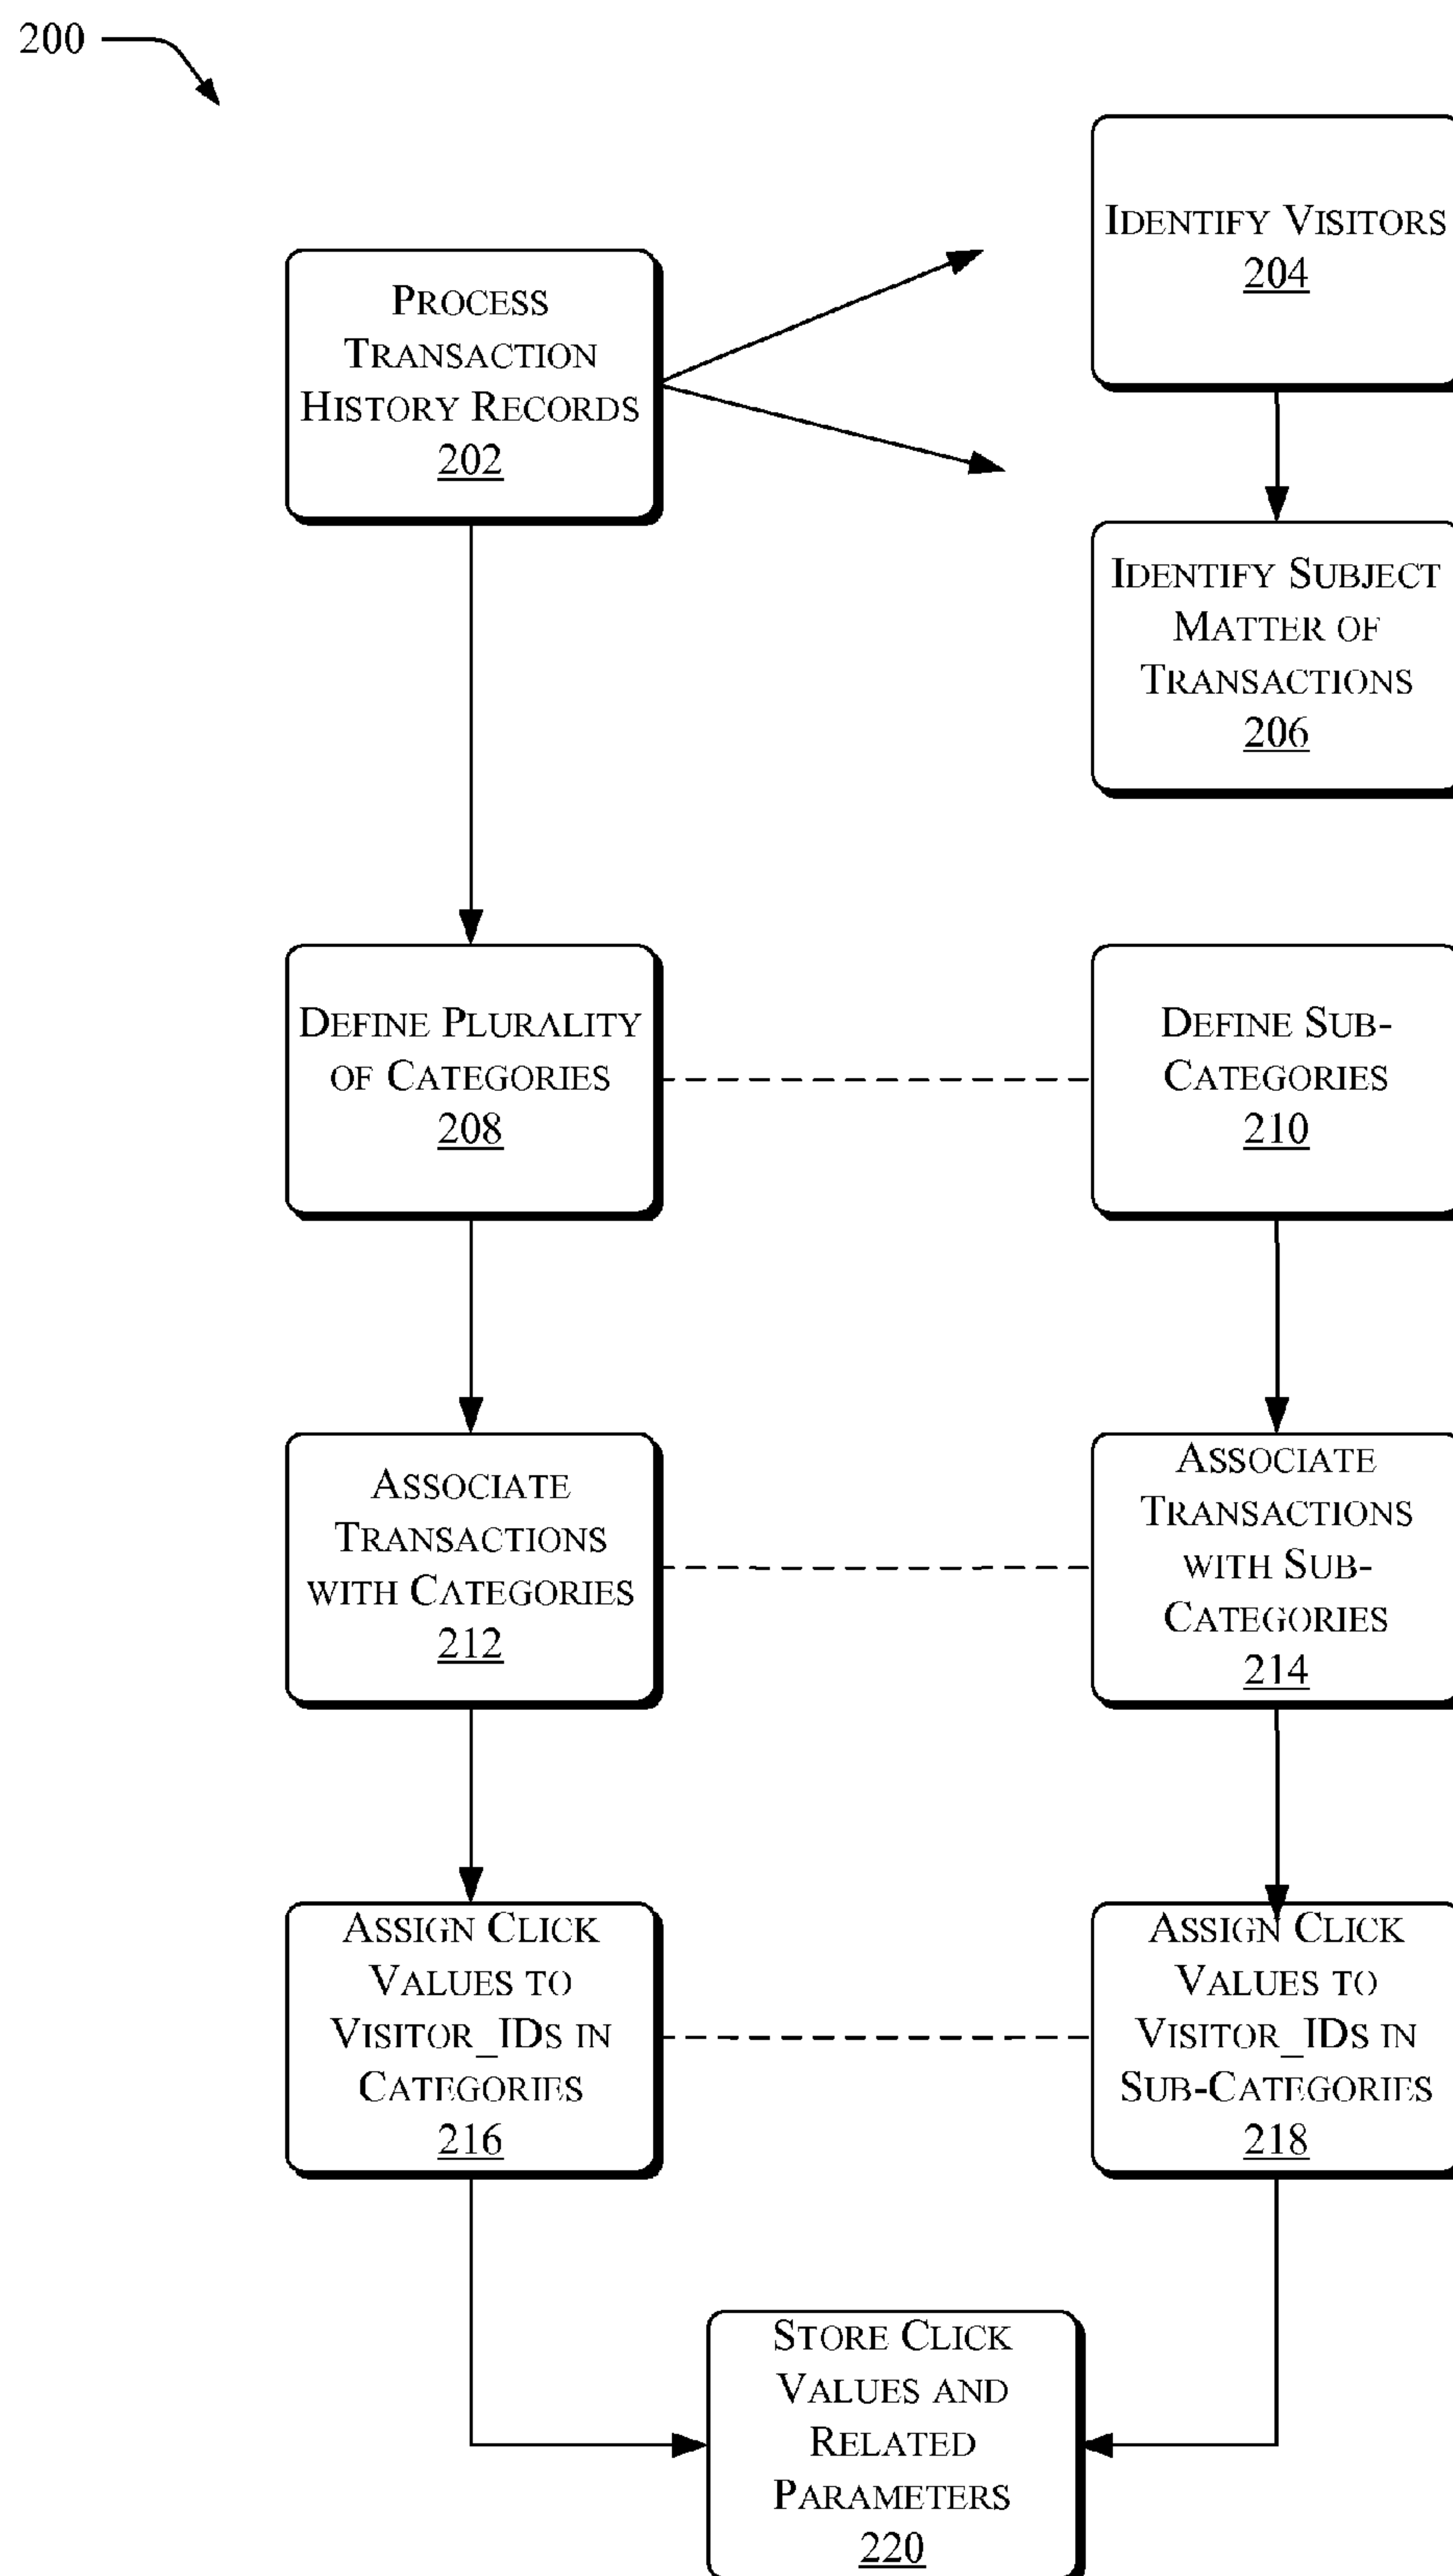 200
IDENTIFY VISITORS
204
PROCESS
TRANSACTION
HISTORY RECORDS
202
IDENTIFY SUBJECT
MATTER OF
TRANSACTIONS
206
DEFINE PLURALITY
OF CATEGORIES
208
DEFINE SUB-
CATEGORIES
210
ASSOCIATE
TRANSACTIONS
WITH CATEGORIES
212
ASSOCIATE
TRANSACTIONS
WITH SUB-
CATEGORIES
214
ASSIGN CLICK
VALUES TO
VISITOR_IDS IN
CATEGORIES
216
ASSIGN CLICK
VALUES TO
VISITOR_IDS IN
SUB-CATEGORIES
218
STORE CLICK
VALUES AND
RELATED
PARAMETERS
220